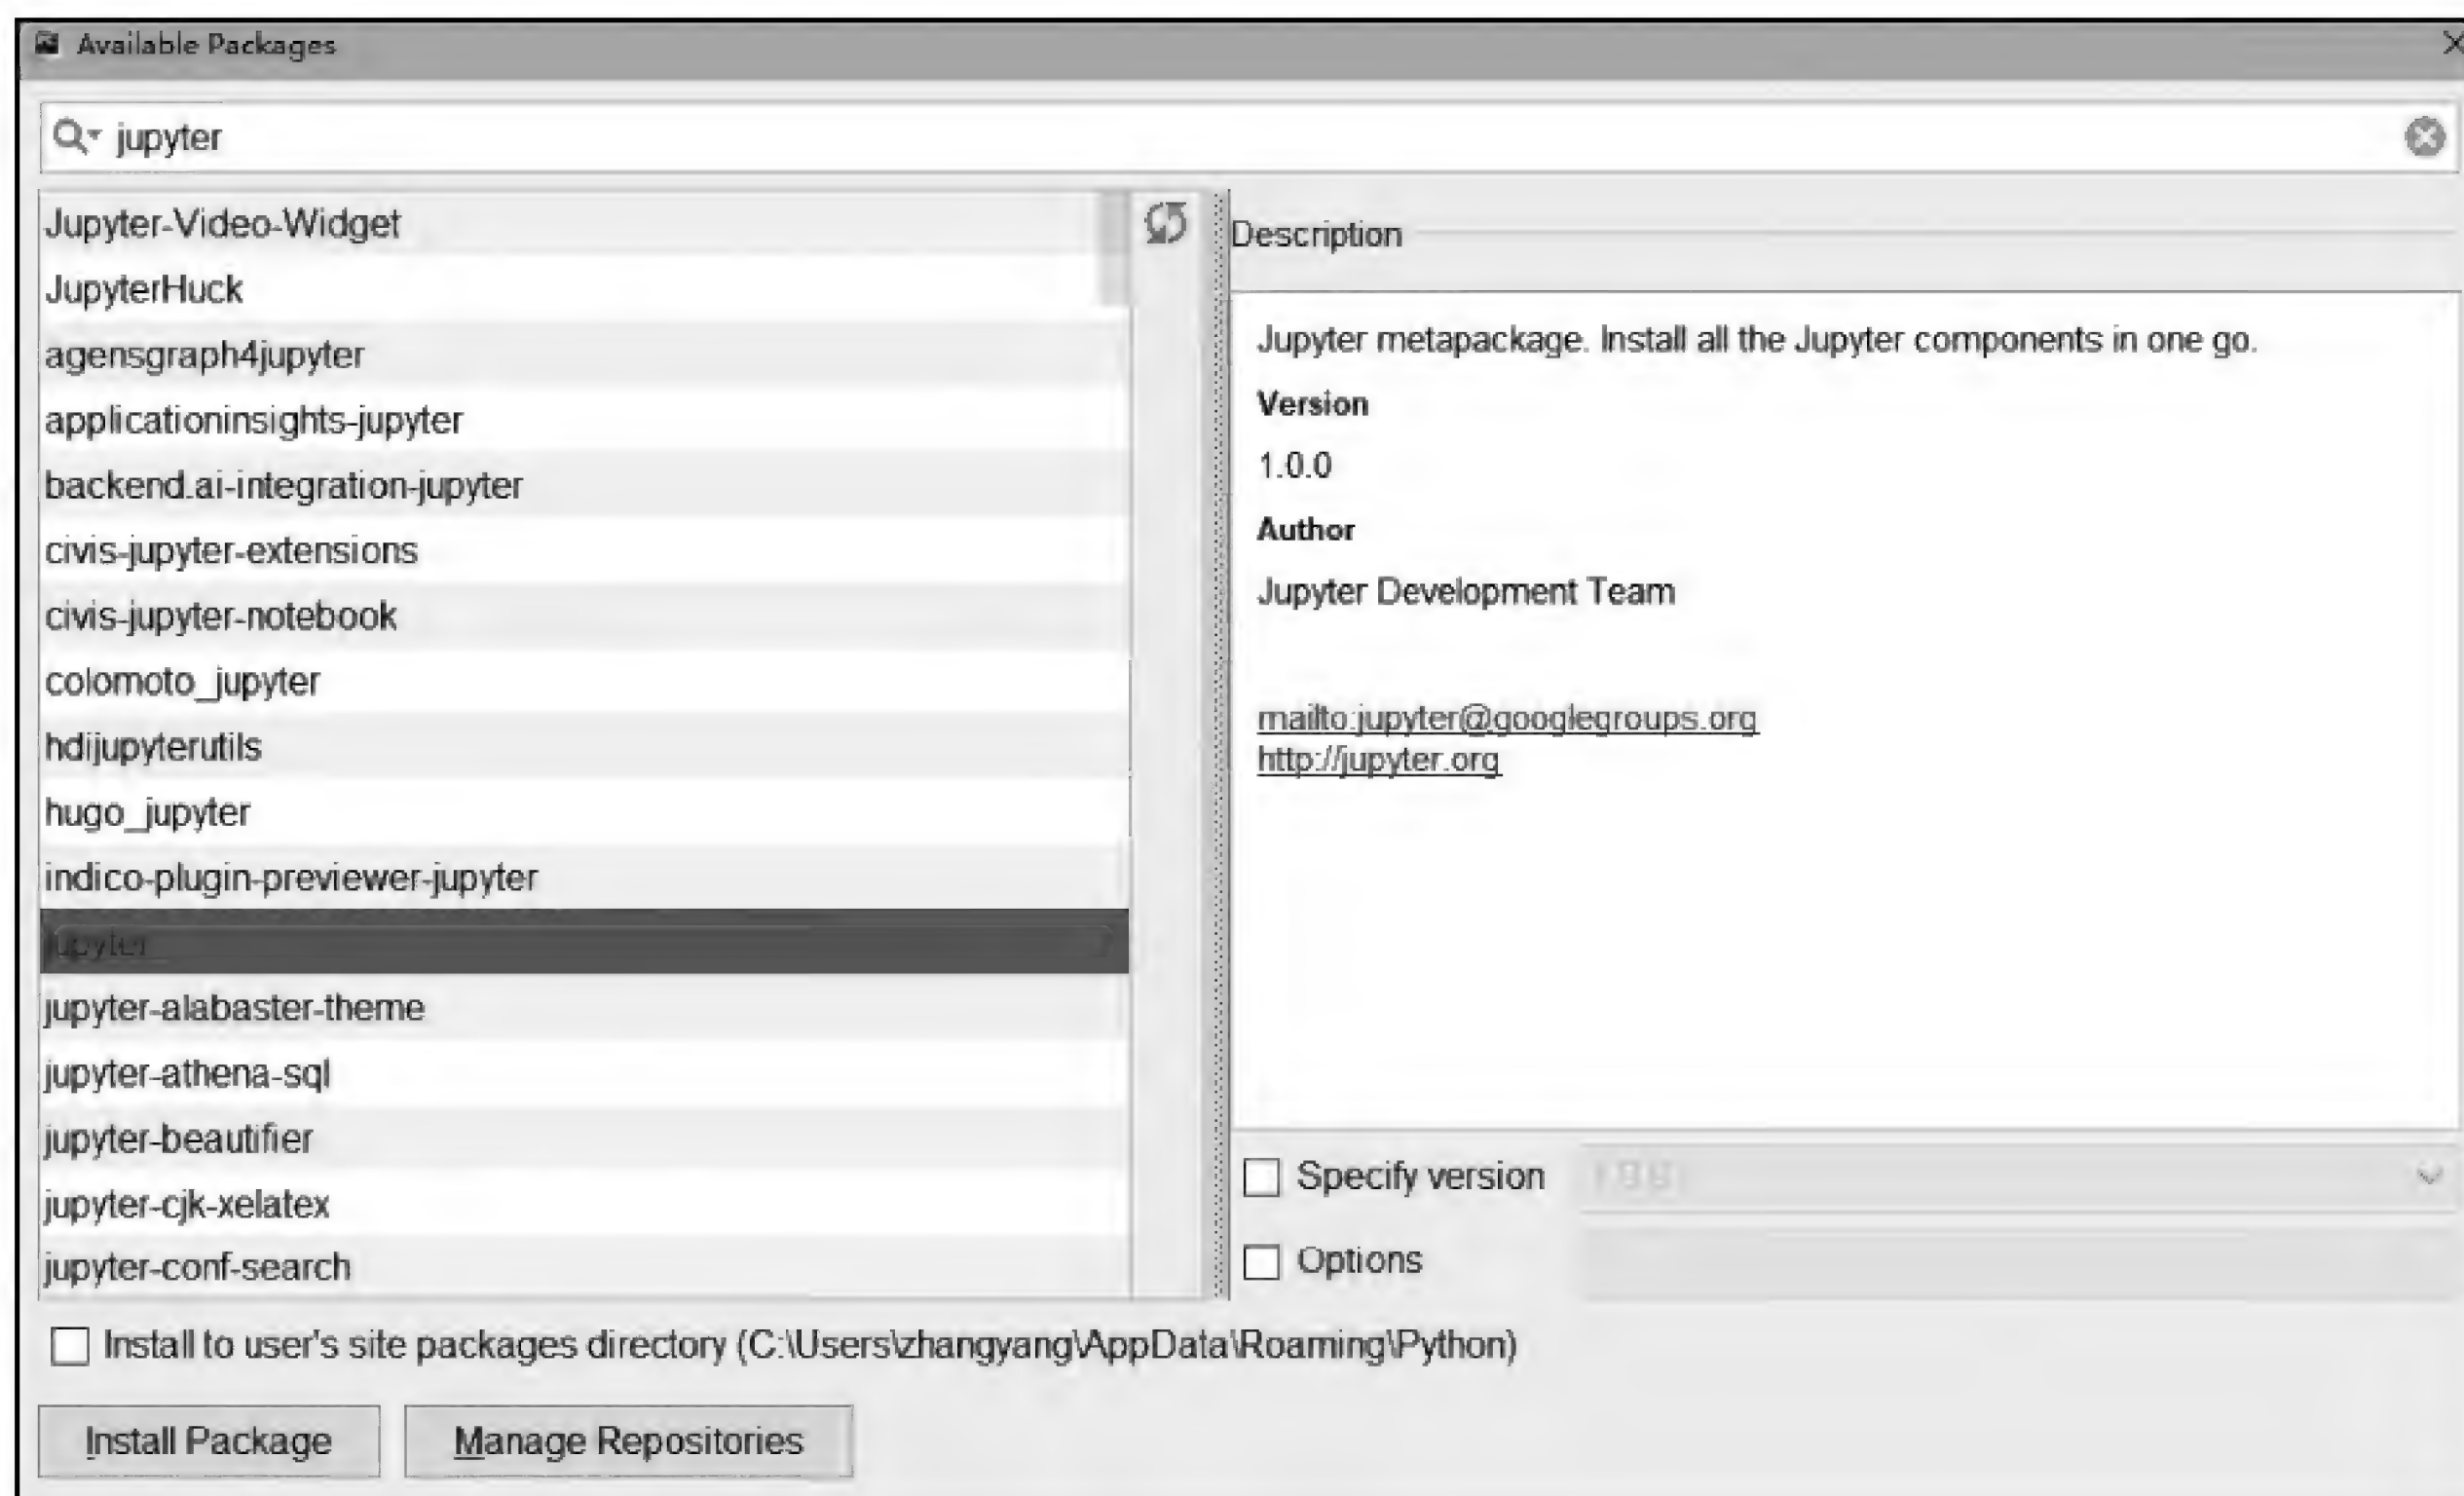 Available Packages
jupyter
Jupyter-Video-Widget
JupyterHuck
agensgraph4jupyter
applicationinsights-jupyter
backend.ai-integration-jupyter
civis-jupyter-extensions
civis-jupyter-notebook
colomoto_jupyter
hdijupyterutils
hugo_jupyter
indico-plugin-previewer-jupyter
jupyter
jupyter-alabaster-theme
jupyter-athena-sql
jupyter-beautifier
jupyter-cjk-xelatex
jupyter-conf-search
Description
Jupyter metapackage. Install all the Jupyter components in one go.
Version
1.0.0
Author
Jupyter Development Team
mailto:jupyter@googlegroups.org
http://jupyter.org
Specify version
Options
Install to user's site packages directory (C:\Users\zhangyang\AppData\Roaming\Python)
Install Package
Manage Repositories